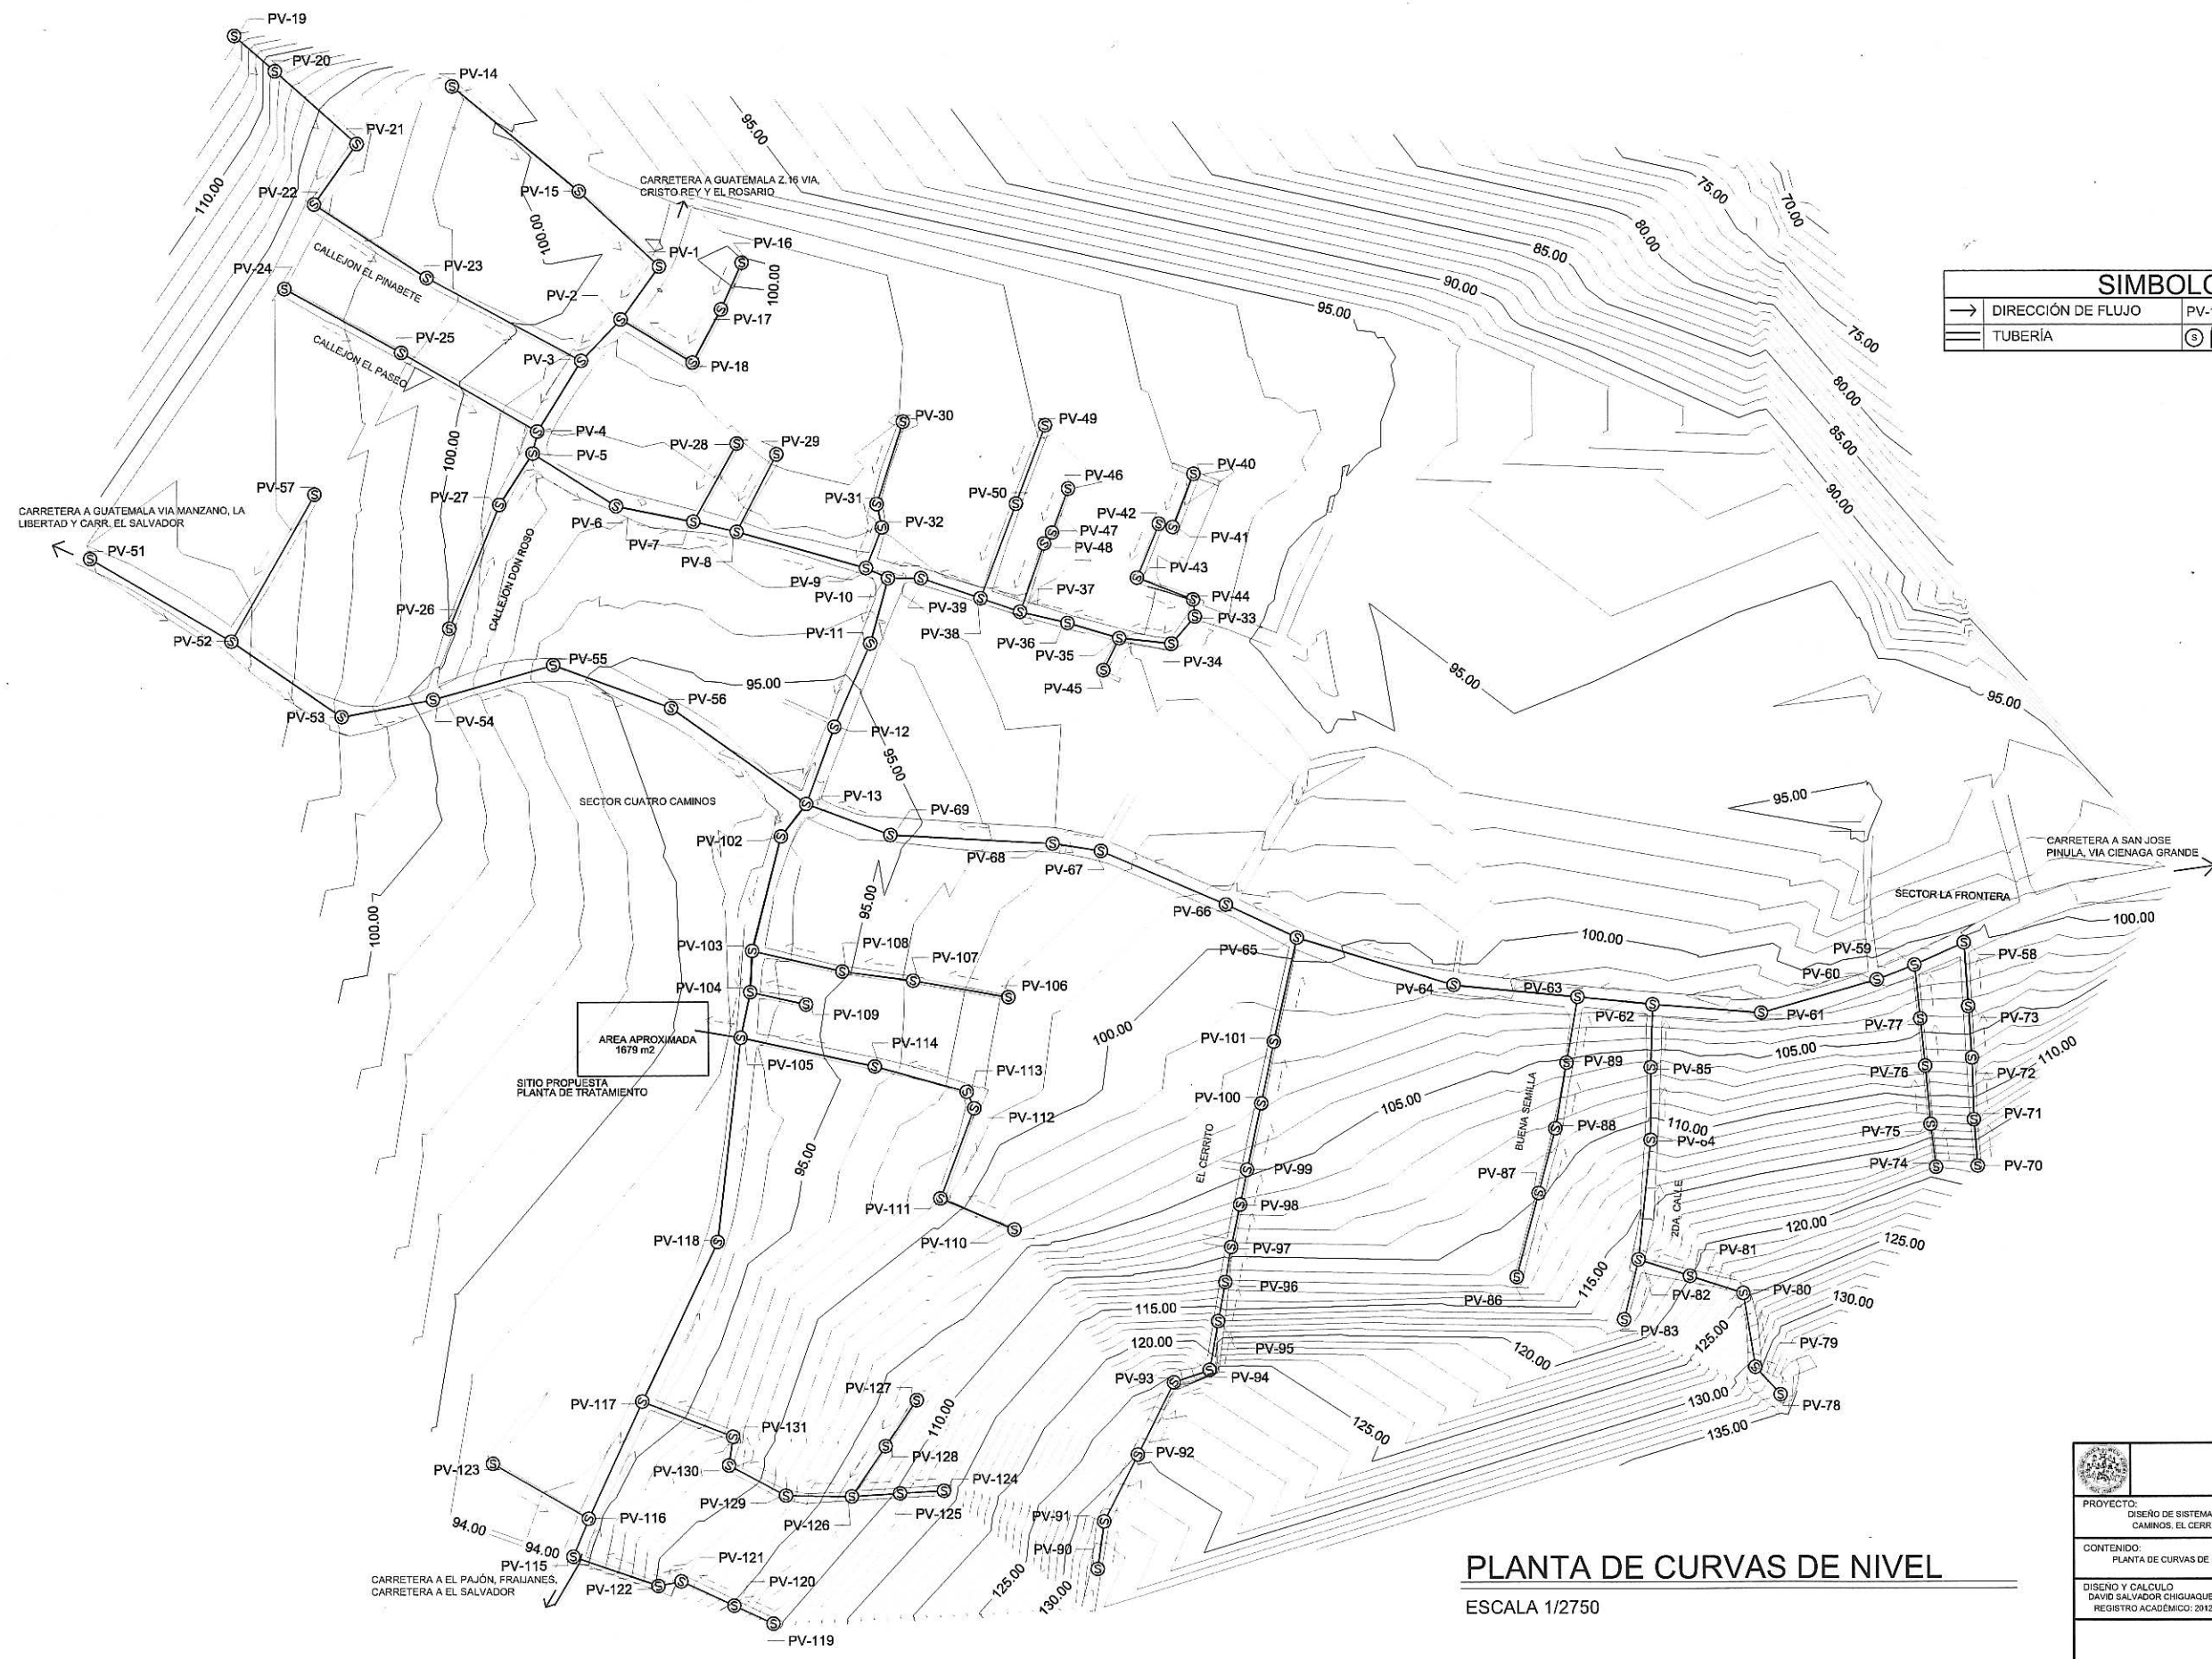 PV-19
PV-20
PV-14
PV-21
95.00
CARRETERA A GUATEMALA Z.16 VIA,
CRISTO REY Y EL ROSARIO
75.00
70.00
PV-22
PV-15
110.00
100.00
80.00
85.00
PV-1
PV-16
CALLEJON EL PINABETE
PV-24
PV-23
100.00
90.00
PV-2
PV-17
95.00
SIMBOLO
DIRECCIÓN DE FLUJO
PV-
TUBERÍA
S
75.00
PV-25
PV-3
CALLEJON EL PASEO
PV-18
80.00
PV-30
PV-49
PV-4
PV-28
PV-29
85.00
100.00
PV-5
PV-40
PV-46
PV-57
PV-27
PV-31
PV-50
90.00
CARRETERA A GUATEMALA VIA MANZANO, LA
LIBERTAD Y CARR. EL SALVADOR
PV-6
PV-32
PV-42
PV-47
PV-41
PV-7
PV-48
PV-51
PV-8
PV-43
CALLEJON DON ROSO
PV-9
PV-37
PV-10
PV-39
PV-44
PV-26
PV-33
PV-11
PV-38
PV-36
PV-52
PV-35
PV-34
PV-55
95.00
PV-45
95.00
PV-56
95.00
PV-53
PV-54
PV-12
95.00
SECTOR CUATRO CAMINOS
PV-13
95.00
PV-69
PV-102
PV-68
PV-67
CARRETERA A SAN JOSE
PINULA, VIA CIENAGA GRANDE
SECTOR LA FRONTERA
95.00
PV-66
100.00
100.00
100.00
PV-103
PV-108
PV-65
PV-59
PV-58
PV-107
PV-60
PV-104
PV-106
PV-64
PV-63
PV-109
PV-62
PV-61
PV-73
100.00
PV-77
AREA APROXIMADA
1679 m2
PV-101
110.00
PV-114
105.00
PV-105
PV-89
PV-85
PV-76
PV-72
SITIO PROPUESTA
PLANTA DE TRATAMIENTO
PV-113
PV-100
105.00
BUENA SEMILLA
PV-112
PV-71
PV-88
110.00
PV-75
EL CERRITO
95.00
PV-99
PV-74
PV-70
PV-87
PV-111
PV-98
2DA. CALLE
120.00
PV-118
PV-110
PV-97
125.00
PV-81
115.00
PV-96
PV-86
PV-82
PV-80
130.00
115.00
PV-83
120.00
PV-95
120.00
125.00
PV-79
PV-93
PV-94
PV-127
130.00
PV-117
PV-78
110.00
125.00
135.00
PV-131
PV-92
PV-128
PV-123
PV-130
PV-124
PV-129
PV-125
PV-116
PV-126
PV-91
94.00
94.00
PV-90
PV-115
PV-121
CARRETERA A EL PAJÓN, FRAIJANES,
CARRETERA A EL SALVADOR
PV-122
PV-120
125.00
130.00
PV-119
PLANTA DE CURVAS DE NIVEL
ESCALA 1/2750
PROYECTO:
DISEÑO DE SISTEMA
CAMINOS, EL CERR
CONTENIDO:
PLANTA DE CURVAS DE
DISEÑO Y CALCULO
DAVID SALVADOR CHIGUAQUE
REGISTRO ACADÉMICO: 2012